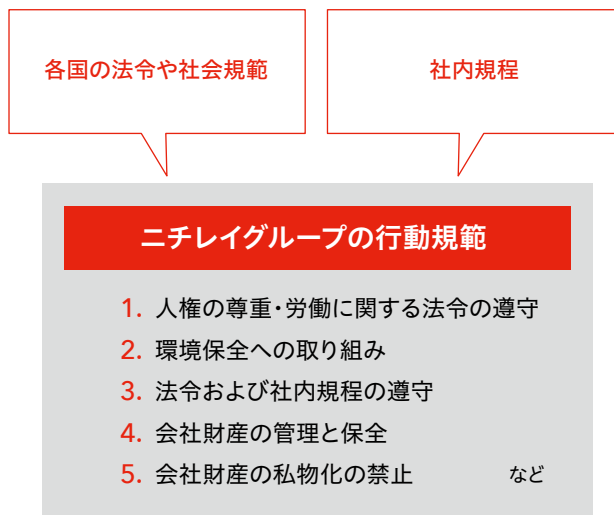 各国の法令や社会規範
社内規程
ニチレイグループの行動規範
1. 人権の尊重・労働に関する法令の遵守
2. 環境保全への取り組み
3. 法令および社内規程の遵守
4. 会社財産の管理と保全
5. 会社財産の私物化の禁止 など